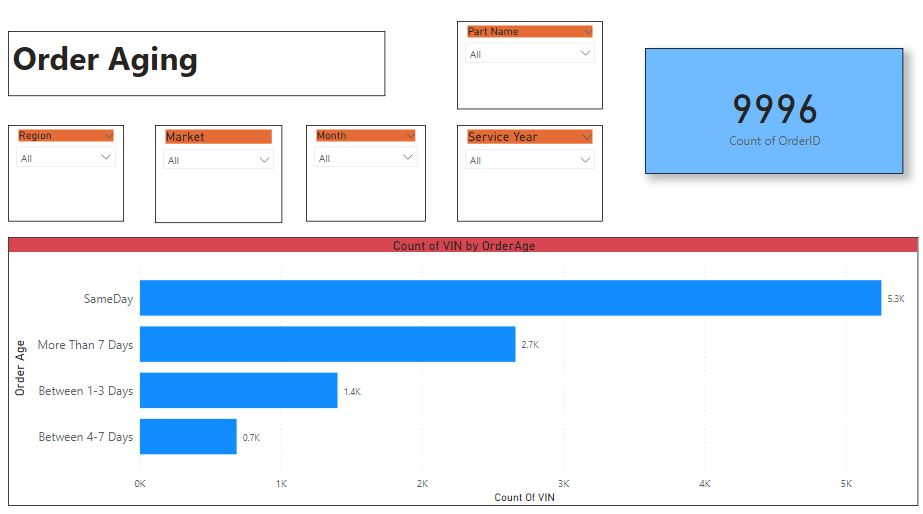 Order Aging
Part Name
All
9996
Count of OrderID
Region
All
Market
All
Month
All
Service Year
All
Count of VIN by OrderAge
Order Age
SameDay
5.3K
More Than 7 Days
2.7K
Between 1-3 Days
1.4K
Between 4-7 Days
0.7K
0K 1K 2K 3K 4K 5K
Count Of VIN